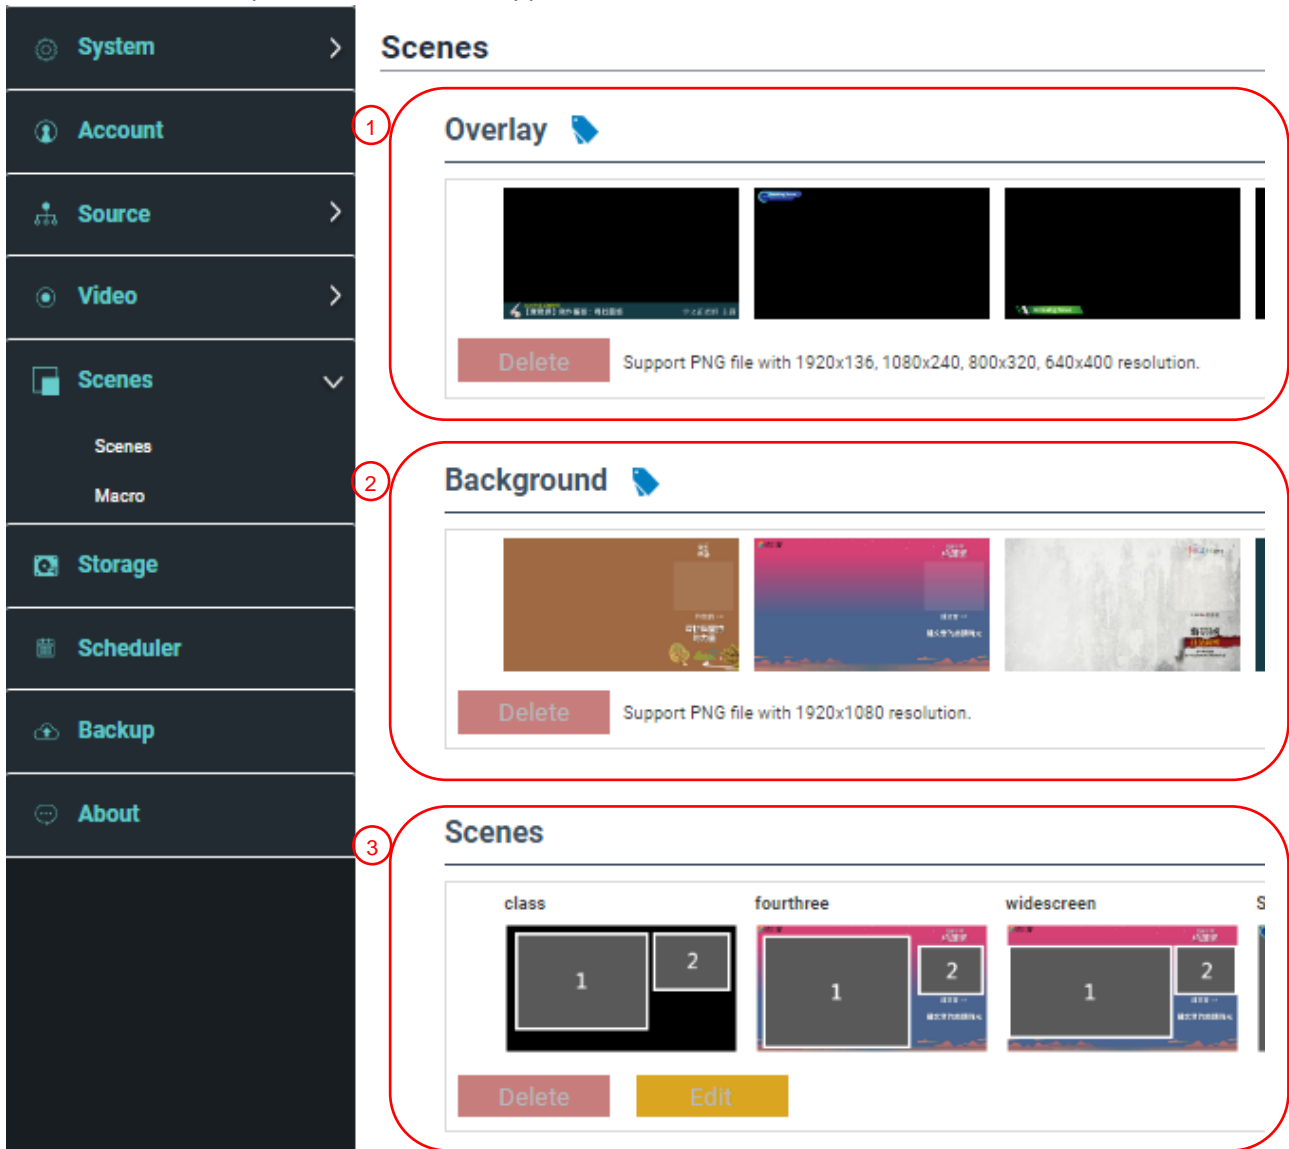 System
Account
Source
Video
Scenes
Scenes
Macro
Storage
Scheduler
Backup
About
Scenes
1
Overlay
Delete
Support PNG file with 1920x136, 1080x240, 800x320, 640x400 resolution.
2
Background
Delete
Support PNG file with 1920x1080 resolution.
3
Scenes
class
fourthree
widescreen
S
1
2
1
2
1
2
Delete
Edit